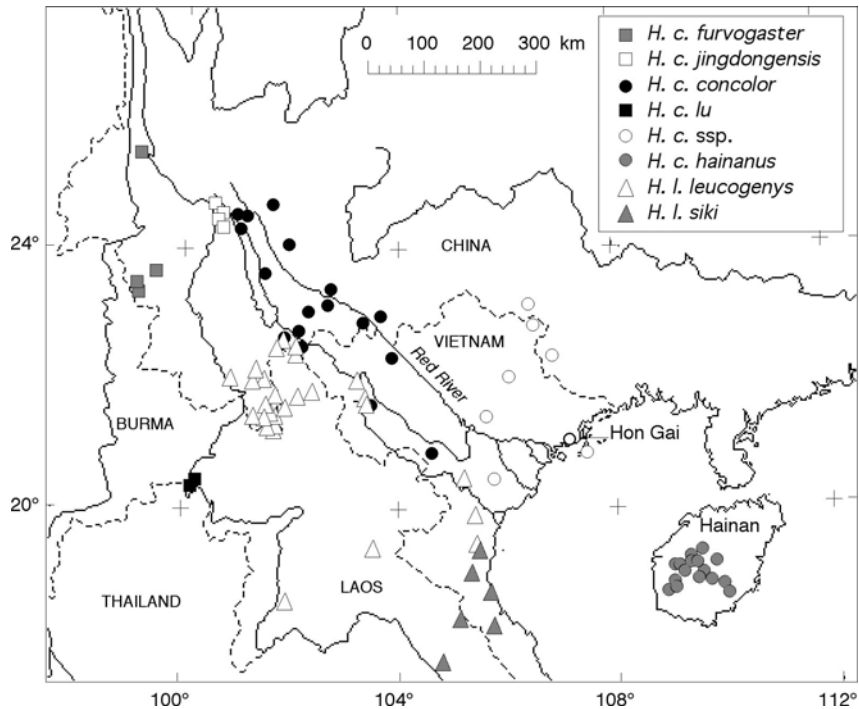 0 100 200 300 km
H. c. furvogaster
H. c. jingdongensis
H. c. concolor
H. c. lu
H. c. ssp.
H. c. hainanus
H. l. leucogenys
H. l. siki
24°
CHINA
VIETNAM
Red River
BURMA
Hon Gai
20°
Hainan
LAOS
THAILAND
100° 104° 108° 112°